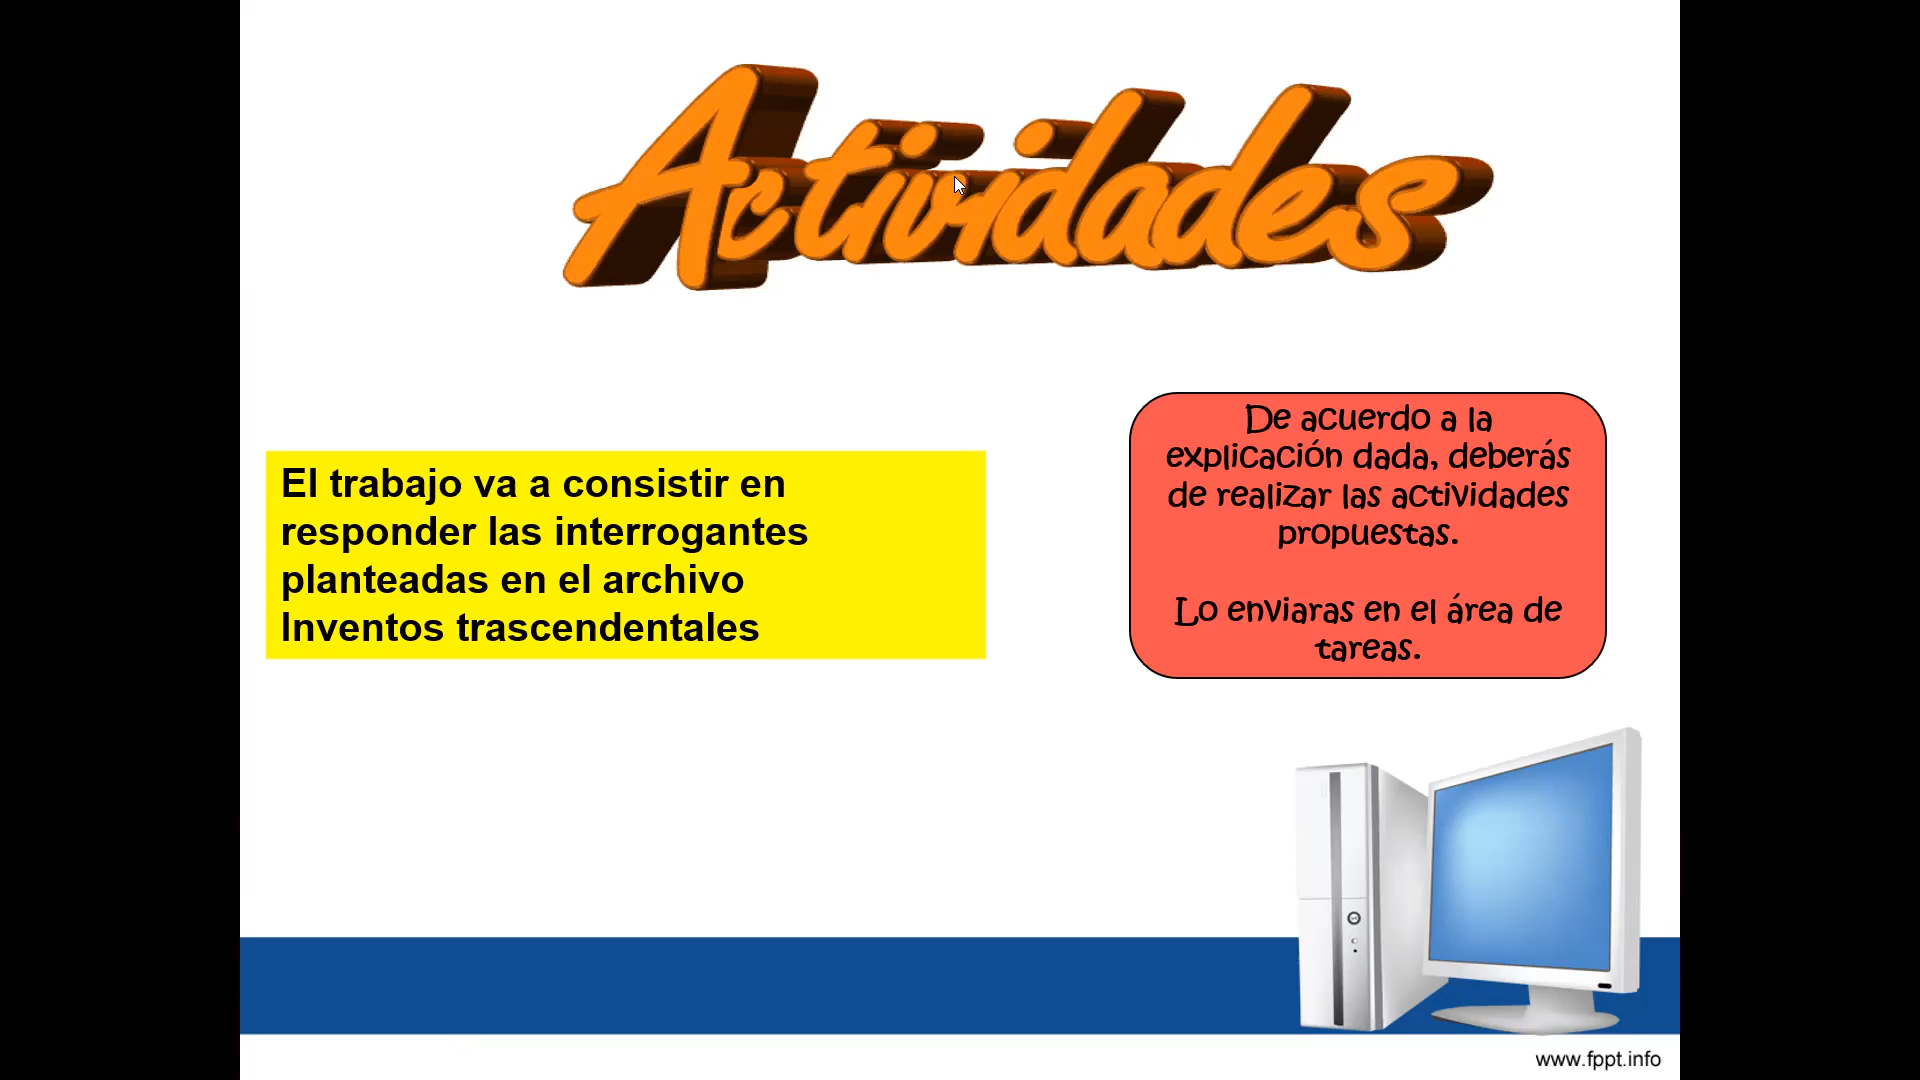 Actividades
El trabajo va a consistir en
responder las interrogantes
planteadas en el archivo
Inventos trascendentales
De acuerdo a la
explicación dada, deberás
de realizar las actividades
propuestas.
Lo enviaras en el área de
tareas.
www.fppt.info